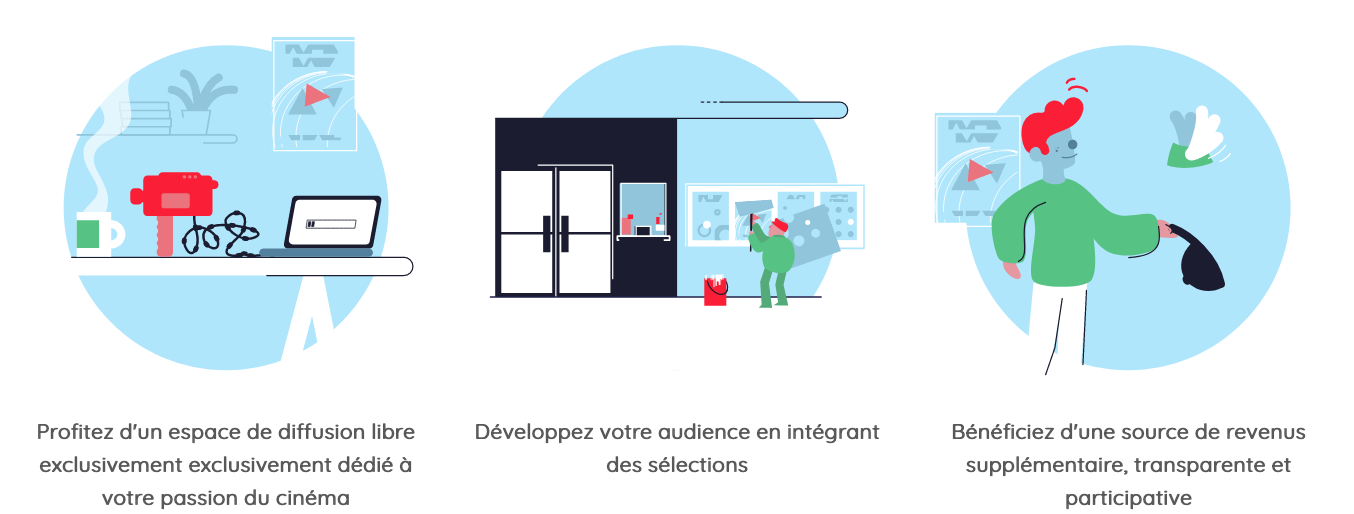 Profitez d'un espace de diffusion libre
exclusivement exclusivement dédié à
votre passion du cinéma
Développez votre audience en intégrant
des sélections
Bénéficiez d'une source de revenus
supplémentaire, transparente et
participative